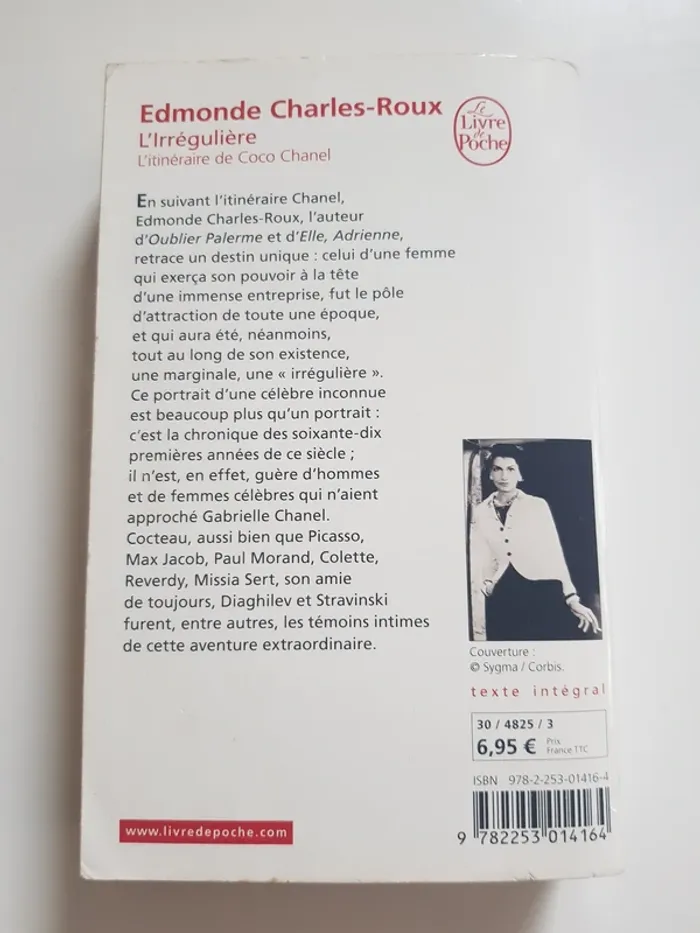 Edmonde Charles-Roux
L'Irrégulière
L'itinéraire de Coco Chanel
Le
Livre
de
Poche
En suivant l'itinéraire Chanel,
Edmonde Charles-Roux, l'auteur
d'Oublier Palerme et d'Elle, Adrienne,
retrace un destin unique : celui d'une femme
qui exerça son pouvoir à la tête
d'une immense entreprise, fut le pôle
d'attraction de toute une époque,
et qui aura été, néanmoins,
tout au long de son existence,
une marginale, une « irrégulière ».
Ce portrait d'une célèbre inconnue
est beaucoup plus qu'un portrait :
c'est la chronique des soixante-dix
premières années de ce siècle ;
il n'est, en effet, guère d'hommes
et de femmes célèbres qui n'aient
approché Gabrielle Chanel.
Cocteau, aussi bien que Picasso,
Max Jacob, Paul Morand, Colette,
Reverdy, Missia Sert, son amie
de toujours, Diaghilev et Stravinski
furent, entre autres, les témoins intimes
de cette aventure extraordinaire.
Couverture :
© Sygma / Corbis.
texte intégral
30 / 4825 / 3
6,95 € Prix
France TTC
ISBN 978-2-253-01416-4
9 782253 014164
www.livredepoche.com